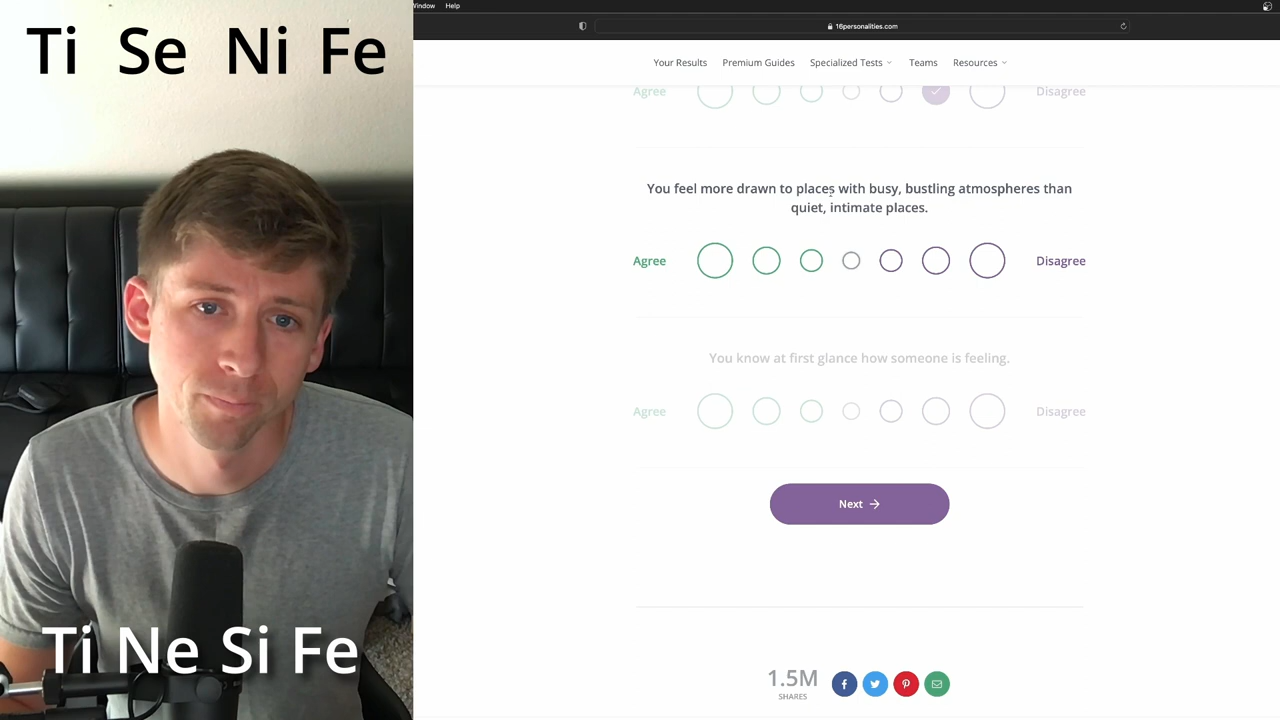 Ti Se Ni Fe
Ti Ne Si Fe
Window Help
16personalities.com
Your Results Premium Guides Specialized Tests Teams Resources
Agree Disagree
You feel more drawn to places with busy, bustling atmospheres than
quiet, intimate places.
Agree Disagree
You know at first glance how someone is feeling.
Agree Disagree
Next
1.5M
SHARES